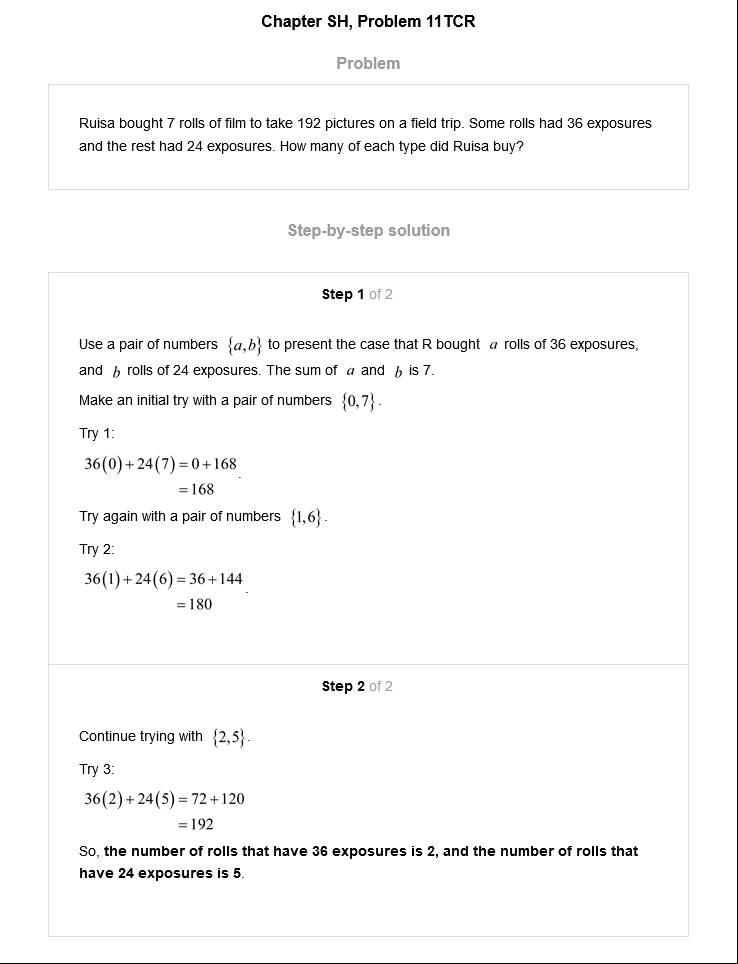 Chapter SH, Problem 11TCR
Problem
Ruisa bought 7 rolls of film to take 192 pictures on a field trip. Some rolls had 36 exposures
and the rest had 24 exposures. How many of each type did Ruisa buy?
Step-by-step solution
Step 1 of 2
Use a pair of numbers {a,b} to present the case that R bought a rolls of 36 exposures,
and b rolls of 24 exposures. The sum of a and b is 7.
Make an initial try with a pair of numbers {0,7}.
Try 1:
36(0)+24(7)=0+168
=168.
Try again with a pair of numbers {1,6}.
Try 2:
36(1)+24(6)=36+144
=180.
Step 2 of 2
Continue trying with {2,5}.
Try 3:
36(2)+24(5)=72+120
=192
So, the number of rolls that have 36 exposures is 2, and the number of rolls that
have 24 exposures is 5.